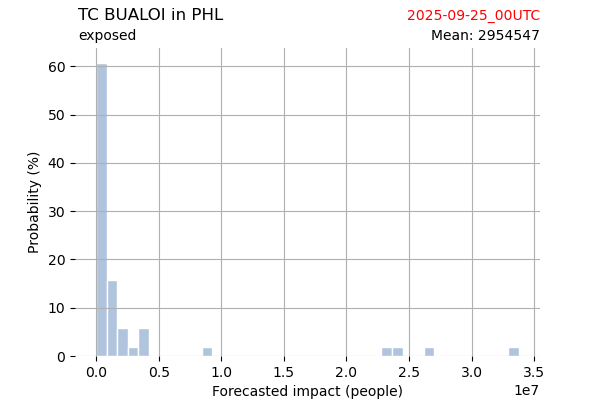 TC BUALOI in PHL
2025-09-25_00UTC
exposed
Mean: 2954547
Probability (%)
60
50
40
30
20
10
0
0.0 0.5 1.0 1.5 2.0 2.5 3.0 3.5
1e7
Forecasted impact (people)